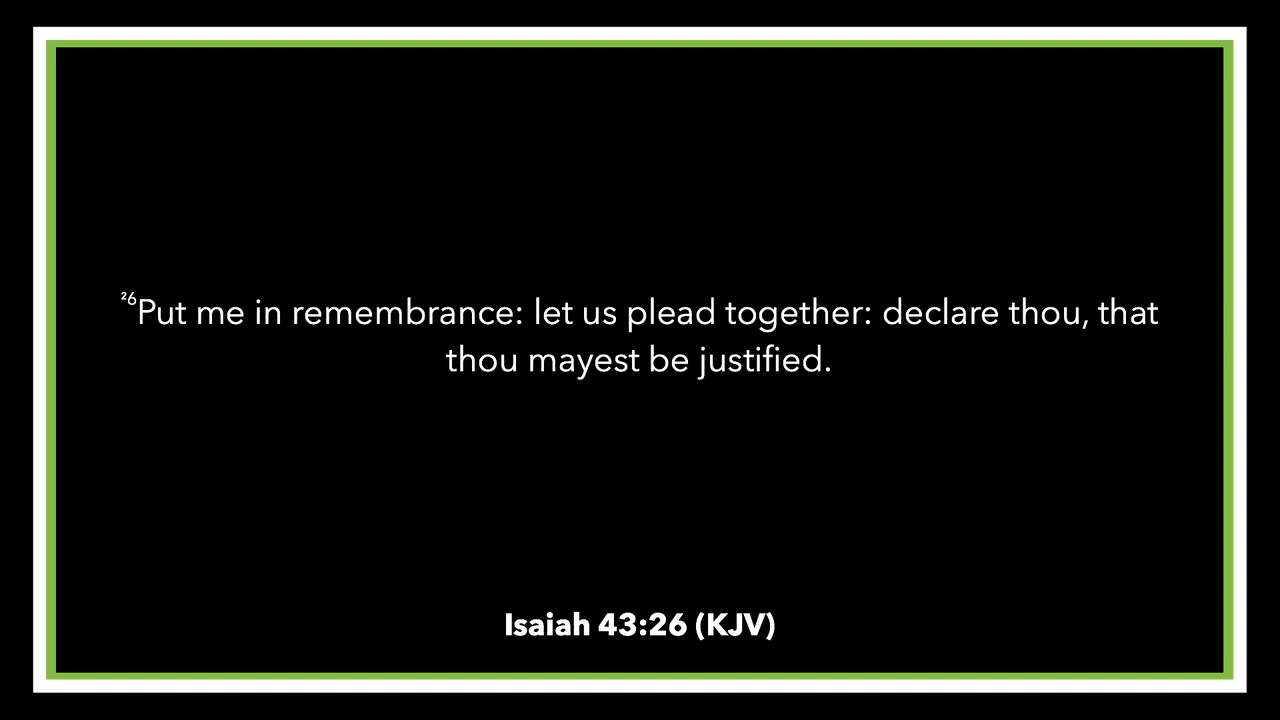 ²⁶Put me in remembrance: let us plead together: declare thou, that
thou mayest be justified.
Isaiah 43:26 (KJV)